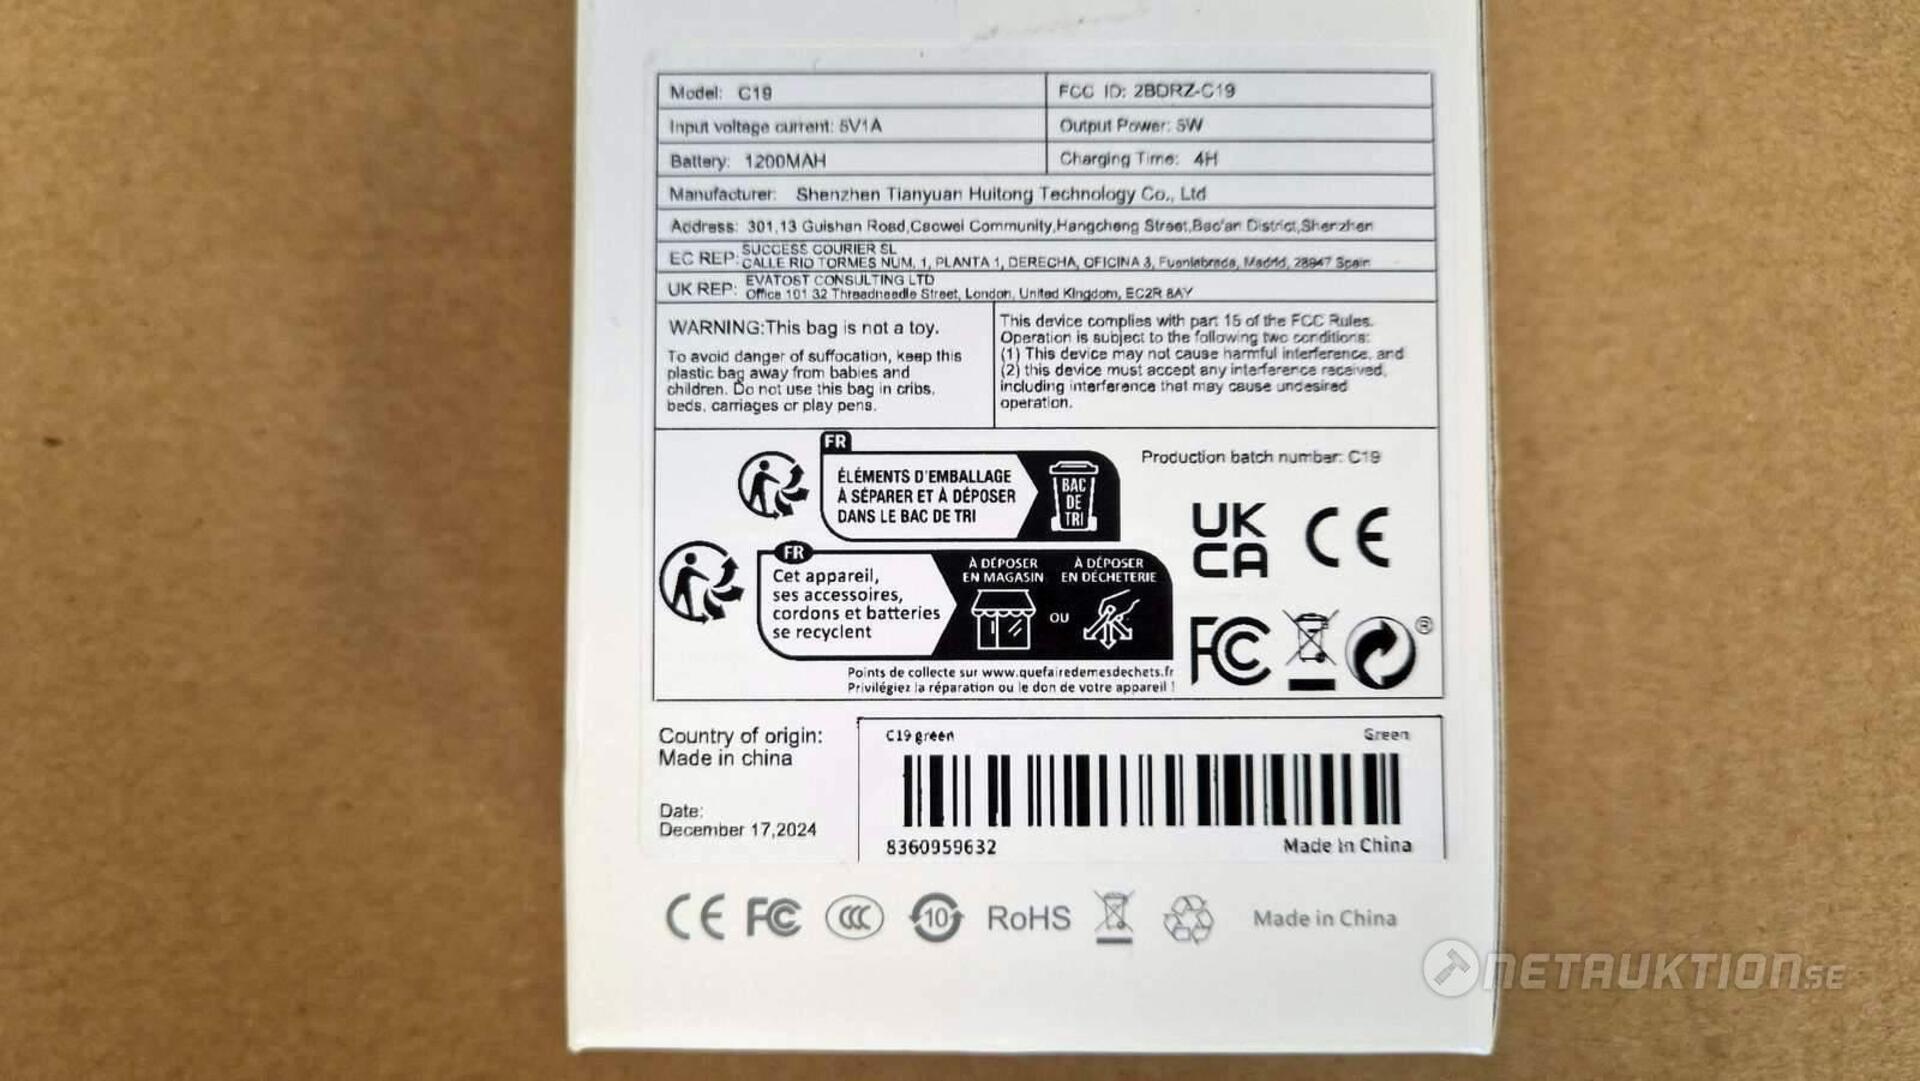 Model: C19
FCC ID: 2BDRZ-C19
Input voltage current: 5V1A
Output Power: 5W
Battery: 1200MAH
Charging Time: 4H
Manufacturer: Shenzhen Tianyuan Huitong Technology Co., Ltd
Address: 301,13 Guishan Road,Caowei Community,Hangcheng Street,Bao'an District,Shenzhen
EC REP: SUCCESS COURIER SL
CALLE RIO TORMES NUM. 1, PLANTA 1, DERECHA, OFICINA 3, Fuenlabrada, Madrid, 28947 Spain
UK REP: EVATOST CONSULTING LTD
Office 101 32 Threadneedle Street, London, United Kingdom, EC2R 8AY
WARNING:This bag is not a toy.
To avoid danger of suffocation, keep this
plastic bag away from babies and
children. Do not use this bag in cribs,
beds, carriages or play pens.
This device complies with part 15 of the FCC Rules.
Operation is subject to the following two conditions:
(1) This device may not cause harmful interference, and
(2) this device must accept any interference received,
including interference that may cause undesired
operation.
FR
ÉLÉMENTS D'EMBALLAGE
À SÉPARER ET À DÉPOSER
DANS LE BAC DE TRI
BAC
DE
TRI
Production batch number: C19
UK
CA
CE
FR
Cet appareil,
ses accessoires,
cordons et batteries
se recyclent
À DÉPOSER
EN MAGASIN
OU
À DÉPOSER
EN DÉCHÈTERIE
FC
®
Points de collecte sur www.quefairedemesdechets.fr
Privilégiez la réparation ou le don de votre appareil !
Country of origin:
Made in china
Date:
December 17,2024
C19 green
Green
8360959632
Made In China
CE FC CCC 10 RoHS Made in China
NETAUKTION.SE